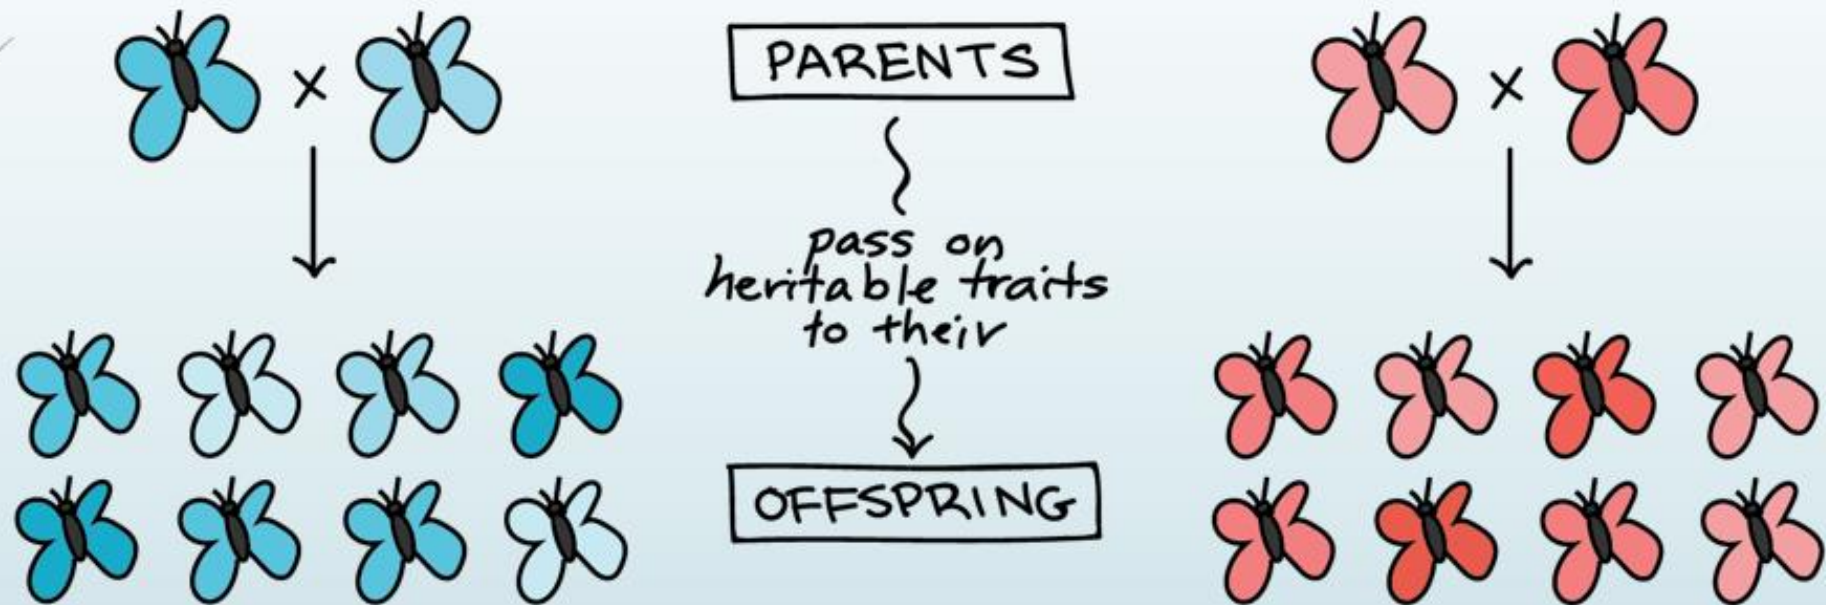 PARENTS
×
×
pass on
heritable traits
to their
OFFSPRING